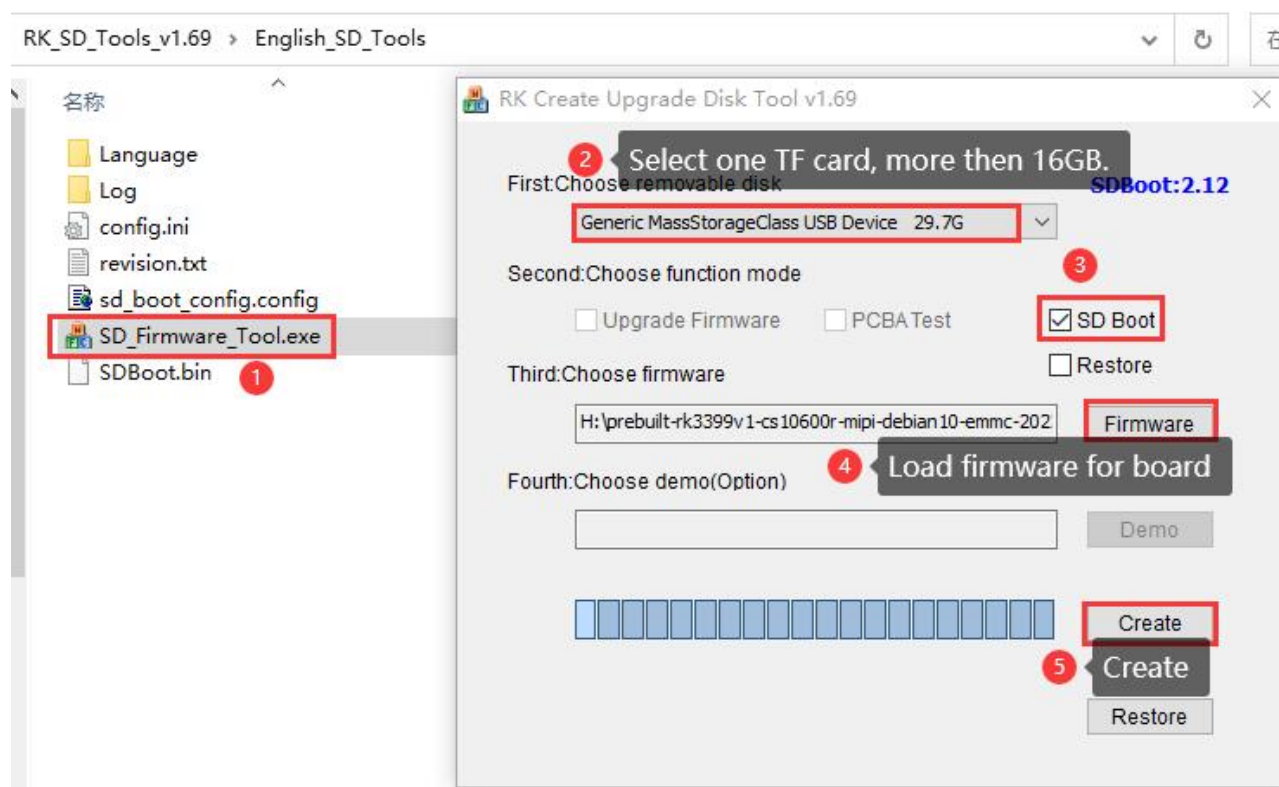 RK_SD_Tools_v1.69 › English_SD_Tools
名称
Language
Log
config.ini
revision.txt
sd_boot_config.config
SD_Firmware_Tool.exe
SDBoot.bin
1
RK Create Upgrade Disk Tool v1.69
2 Select one TF card, more then 16GB.
First:Choose removable disk
SDBoot:2.12
Generic MassStorageClass USB Device 29.7G
3
Second:Choose function mode
Upgrade Firmware
PCBA Test
SD Boot
Restore
Third:Choose firmware
H:\prebuilt-rk3399v1-cs10600r-mipi-debian10-emmc-202
Firmware
4 Load firmware for board
Fourth:Choose demo(Option)
Demo
Create
5 Create
Restore